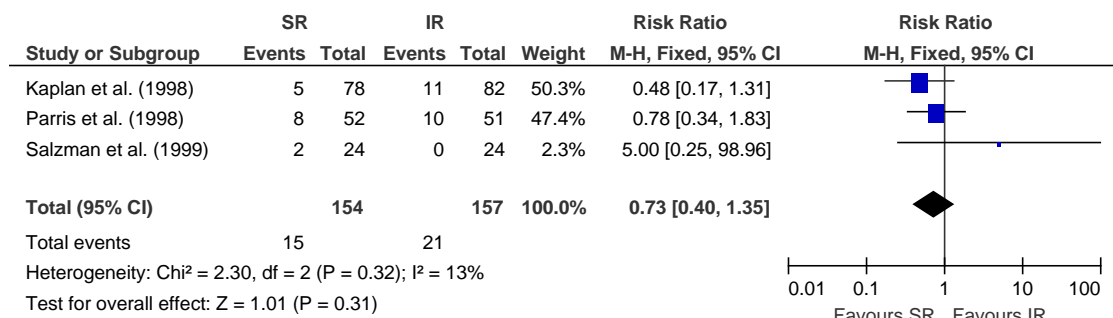 SR IR Risk Ratio Risk Ratio
Study or Subgroup Events Total Events Total Weight M-H, Fixed, 95% CI M-H, Fixed, 95% CI
Kaplan et al. (1998) 5 78 11 82 50.3% 0.48 [0.17, 1.31]
Parris et al. (1998) 8 52 10 51 47.4% 0.78 [0.34, 1.83]
Salzman et al. (1999) 2 24 0 24 2.3% 5.00 [0.25, 98.96]
Total (95% CI) 154 157 100.0% 0.73 [0.40, 1.35]
Total events 15 21
Heterogeneity: Chi² = 2.30, df = 2 (P = 0.32); I² = 13%
Test for overall effect: Z = 1.01 (P = 0.31)
0.01 0.1 1 10 100
Favours SR Favours IR